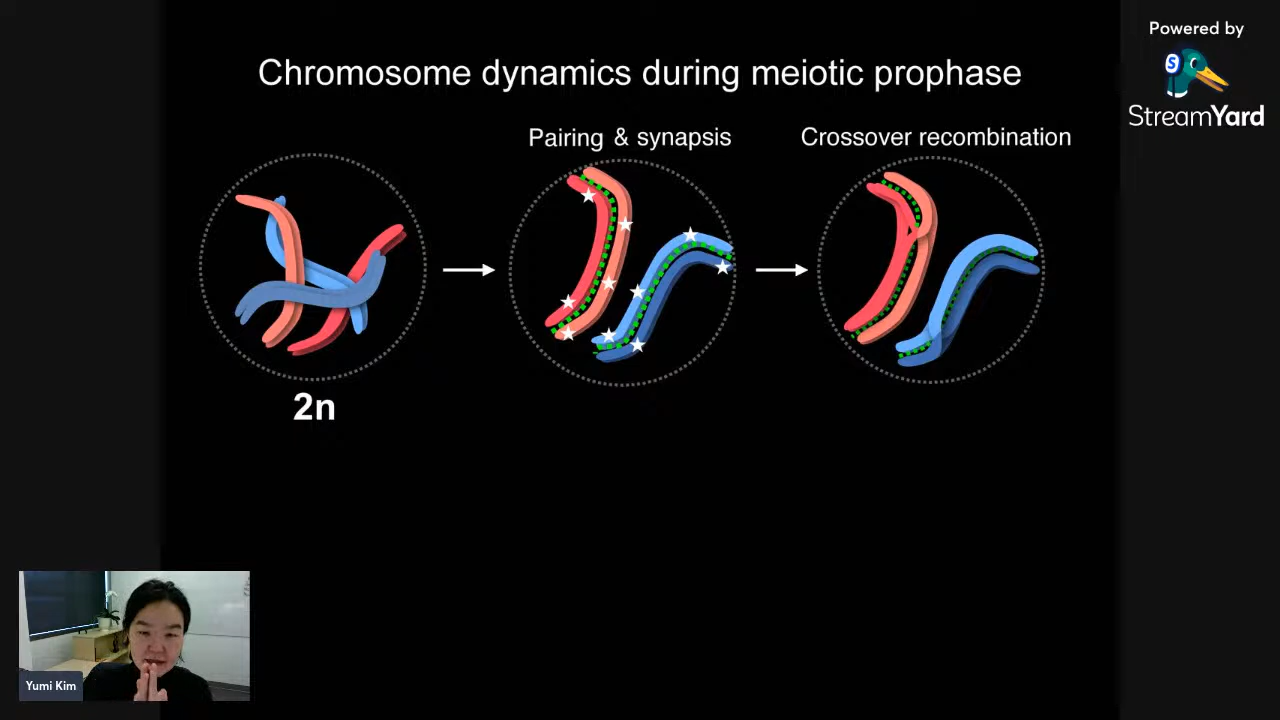 Powered by
S
StreamYard
Chromosome dynamics during meiotic prophase
Pairing & synapsis
Crossover recombination
2n
Yumi Kim